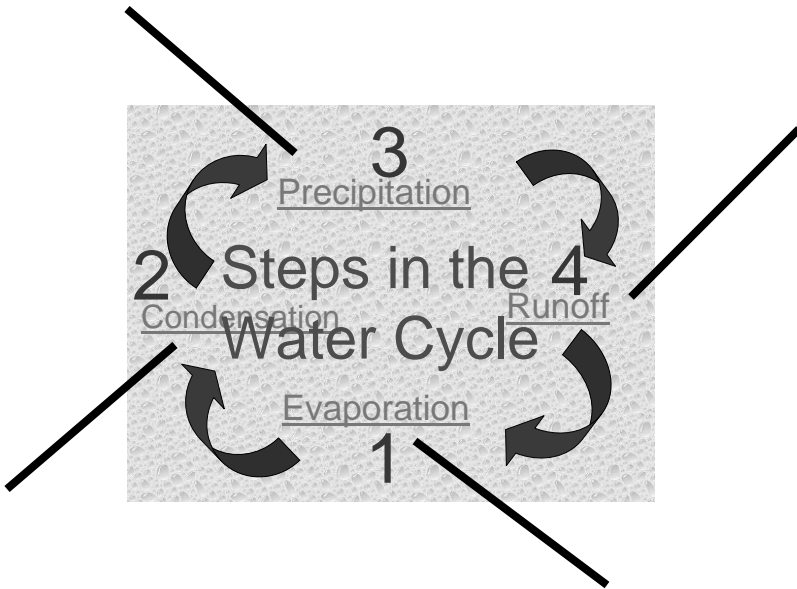 3
Precipitation
2
Condensation
Steps in the
Water Cycle
4
Runoff
Evaporation
1